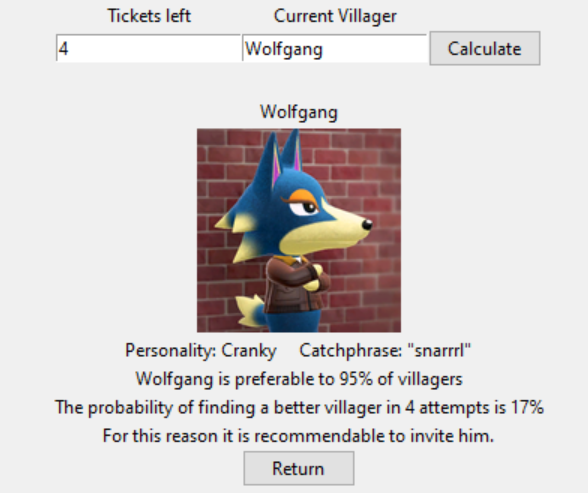 Tickets left Current Villager
4 Wolfgang Calculate
Wolfgang
Personality: Cranky Catchphrase: "snarrrl"
Wolfgang is preferable to 95% of villagers
The probability of finding a better villager in 4 attempts is 17%
For this reason it is recommendable to invite him.
Return